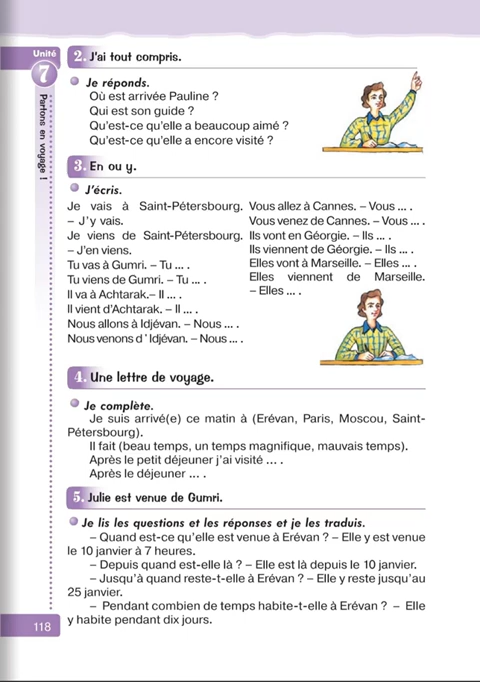 Unité
7
Partons en voyage !
2. J'ai tout compris.
Je réponds.
Où est arrivée Pauline ?
Qui est son guide ?
Qu'est-ce qu'elle a beaucoup aimé ?
Qu'est-ce qu'elle a encore visité ?
3. En ou y.
J'écris.
Je vais à Saint-Pétersbourg.
– J'y vais.
Je viens de Saint-Pétersbourg.
– J'en viens.
Tu vas à Gumri. – Tu ... .
Tu viens de Gumri. – Tu ... .
Il va à Achtarak.– Il ... .
Il vient d'Achtarak. – Il ... .
Nous allons à Idjévan. – Nous ... .
Nous venons d ' Idjévan. – Nous ... .
Vous allez à Cannes. – Vous ... .
Vous venez de Cannes. – Vous ... .
Ils vont en Géorgie. – Ils ... .
Ils viennent de Géorgie. – Ils ... .
Elles vont à Marseille. – Elles ... .
Elles viennent de Marseille.
– Elles ... .
4. Une lettre de voyage.
Je complète.
Je suis arrivé(e) ce matin à (Erévan, Paris, Moscou, Saint-
Pétersbourg).
Il fait (beau temps, un temps magnifique, mauvais temps).
Après le petit déjeuner j'ai visité ... .
Après le déjeuner ... .
5. Julie est venue de Gumri.
Je lis les questions et les réponses et je les traduis.
– Quand est-ce qu'elle est venue à Erévan ? – Elle y est venue
le 10 janvier à 7 heures.
– Depuis quand est-elle là ? – Elle est là depuis le 10 janvier.
– Jusqu'à quand reste-t-elle à Erévan ? – Elle y reste jusqu'au
25 janvier.
– Pendant combien de temps habite-t-elle à Erévan ? – Elle
y habite pendant dix jours.
118